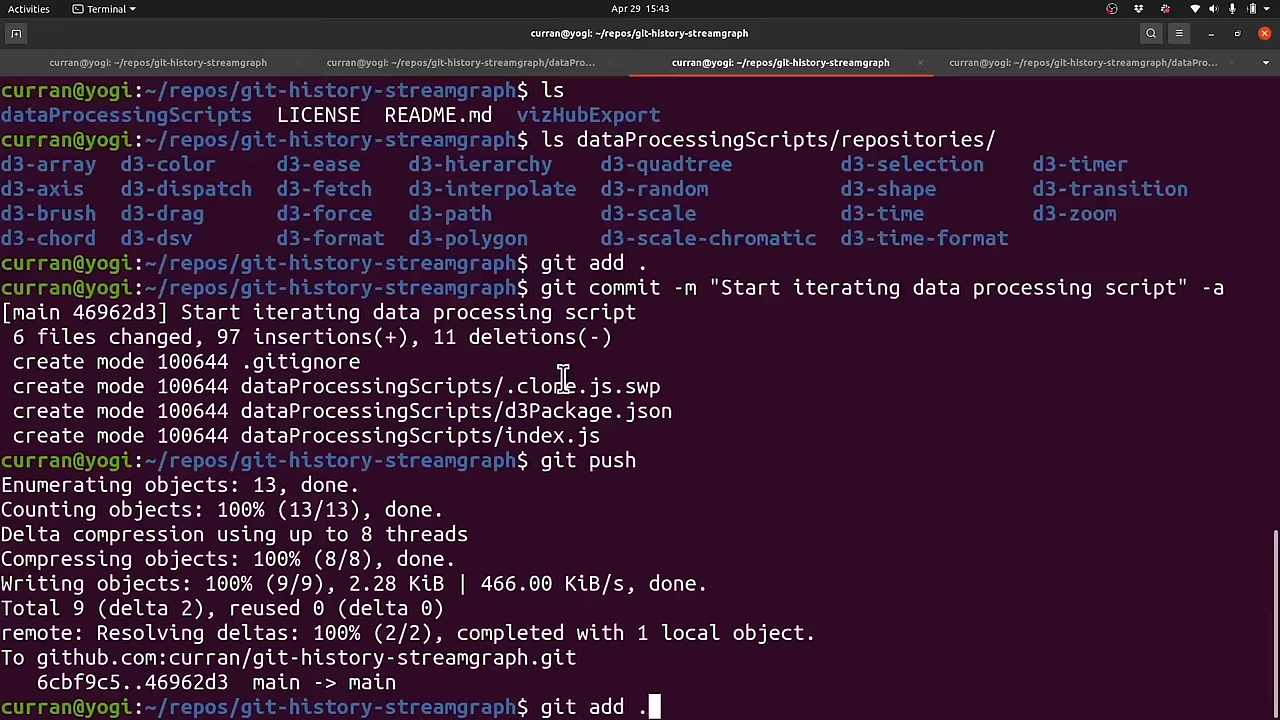 Activities Terminal Apr 29 15:43
curran@yogi: ~/repos/git-history-streamgraph
curran@yogi: ~/repos/git-history-streamgraph curran@yogi: ~/repos/git-history-streamgraph/dataPro... curran@yogi: ~/repos/git-history-streamgraph curran@yogi: ~/repos/git-history-streamgraph/dataPro...
curran@yogi:~/repos/git-history-streamgraph$ ls
dataProcessingScripts LICENSE README.md vizHubExport
curran@yogi:~/repos/git-history-streamgraph$ ls dataProcessingScripts/repositories/
d3-array d3-color d3-ease d3-hierarchy d3-quadtree d3-selection d3-timer
d3-axis d3-dispatch d3-fetch d3-interpolate d3-random d3-shape d3-transition
d3-brush d3-drag d3-force d3-path d3-scale d3-time d3-zoom
d3-chord d3-dsv d3-format d3-polygon d3-scale-chromatic d3-time-format
curran@yogi:~/repos/git-history-streamgraph$ git add .
curran@yogi:~/repos/git-history-streamgraph$ git commit -m "Start iterating data processing script" -a
[main 46962d3] Start iterating data processing script
6 files changed, 97 insertions(+), 11 deletions(-)
create mode 100644 .gitignore
create mode 100644 dataProcessingScripts/.clone.js.swp
create mode 100644 dataProcessingScripts/d3Package.json
create mode 100644 dataProcessingScripts/index.js
curran@yogi:~/repos/git-history-streamgraph$ git push
Enumerating objects: 13, done.
Counting objects: 100% (13/13), done.
Delta compression using up to 8 threads
Compressing objects: 100% (8/8), done.
Writing objects: 100% (9/9), 2.28 KiB | 466.00 KiB/s, done.
Total 9 (delta 2), reused 0 (delta 0)
remote: Resolving deltas: 100% (2/2), completed with 1 local object.
To github.com:curran/git-history-streamgraph.git
6cbf9c5..46962d3 main -> main
curran@yogi:~/repos/git-history-streamgraph$ git add .